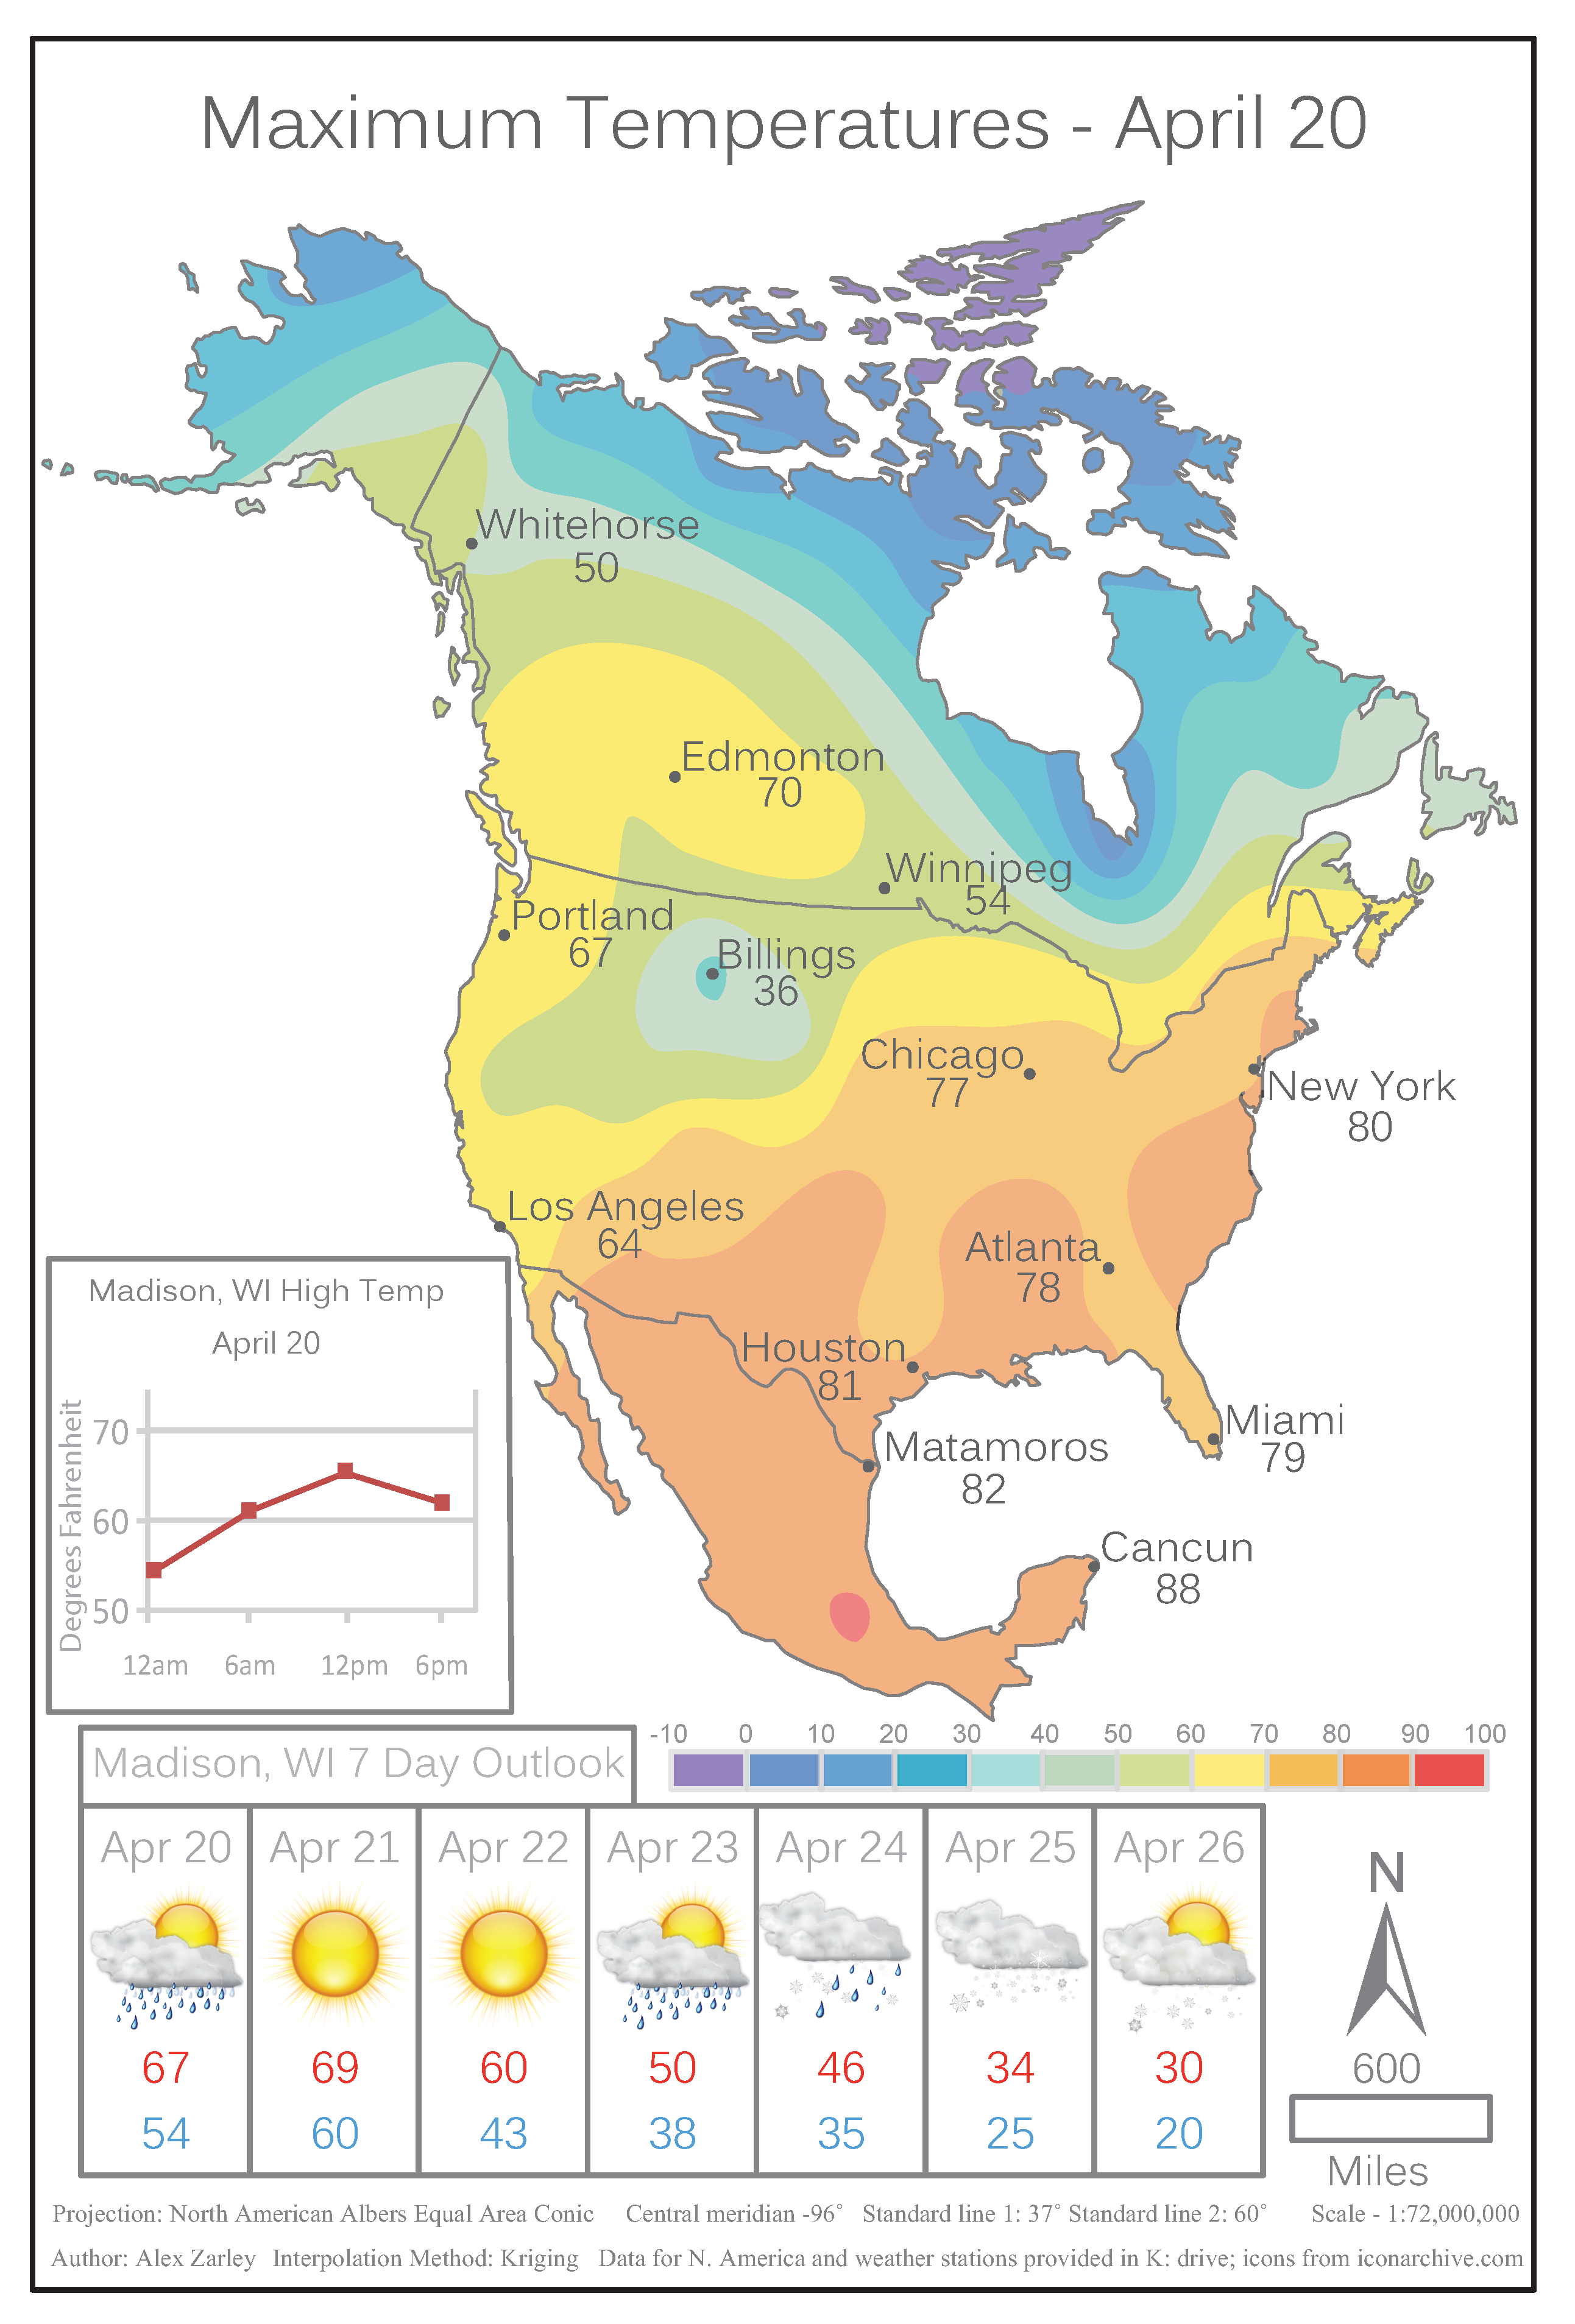 Maximum Temperatures - April 20
Whitehorse
50
Edmonton
70
Winnipeg
54
Portland
67
Billings
36
Chicago
77
New York
80
Los Angeles
64
Atlanta
78
Houston
81
Miami
79
Matamoros
82
Cancun
88
Madison, WI High Temp
April 20
Degrees Fahrenheit
70
60
50
12am 6am 12pm 6pm
-10 0 10 20 30 40 50 60 70 80 90 100
Madison, WI 7 Day Outlook
Apr 20 Apr 21 Apr 22 Apr 23 Apr 24 Apr 25 Apr 26
67 69 60 50 46 34 30
54 60 43 38 35 25 20
N
600
Miles
Projection: North American Albers Equal Area Conic Central meridian -96° Standard line 1: 37° Standard line 2: 60° Scale - 1:72,000,000
Author: Alex Zarley Interpolation Method: Kriging Data for N. America and weather stations provided in K: drive; icons from iconarchive.com